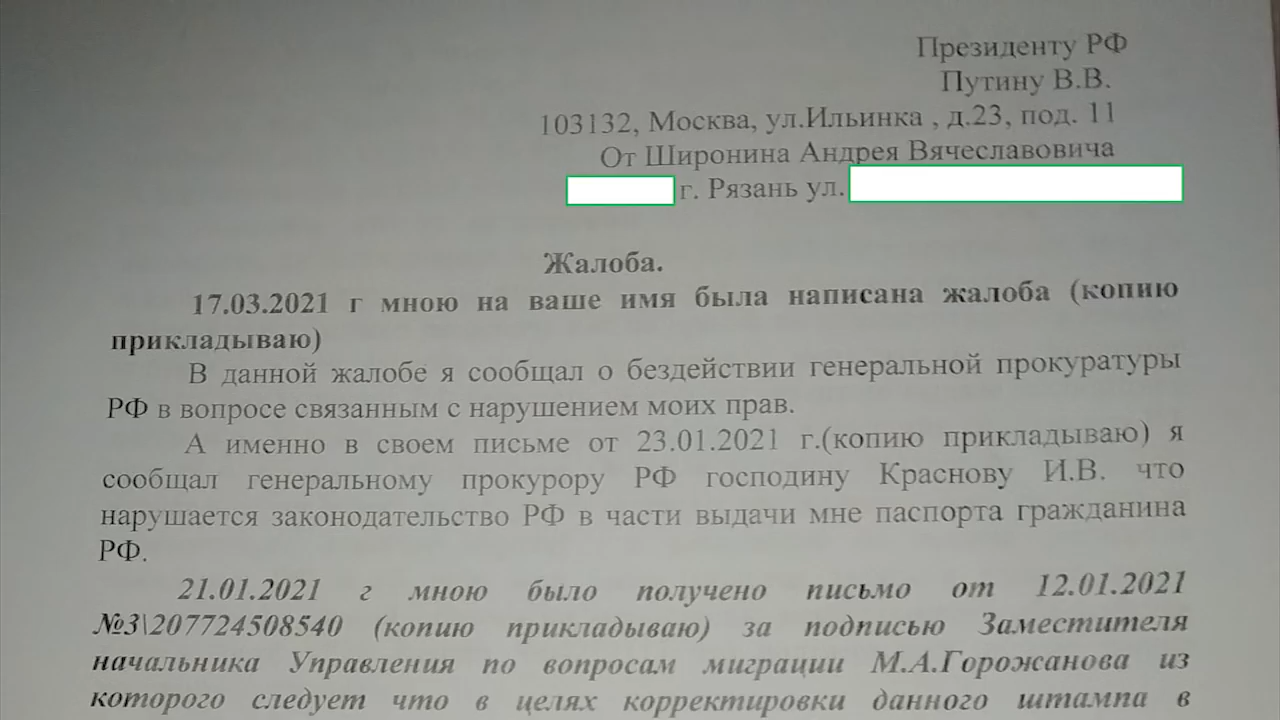 Президенту РФ
Путину В.В.
103132, Москва, ул.Ильинка , д.23, под. 11
От Широнина Андрея Вячеславовича
г. Рязань ул.
Жалоба.
17.03.2021 г мною на ваше имя была написана жалоба (копию
прикладываю)
В данной жалобе я сообщал о бездействии генеральной прокуратуры
РФ в вопросе связанным с нарушением моих прав.
А именно в своем письме от 23.01.2021 г.(копию прикладываю) я
сообщал генеральному прокурору РФ господину Краснову И.В. что
нарушается законодательство РФ в части выдачи мне паспорта гражданина
РФ.
21.01.2021 г мною было получено письмо от 12.01.2021
№3\207724508540 (копию прикладываю) за подписью Заместителя
начальника Управления по вопросам миграции М.А.Горожанова из
которого следует что в целях корректировки данного штампа в